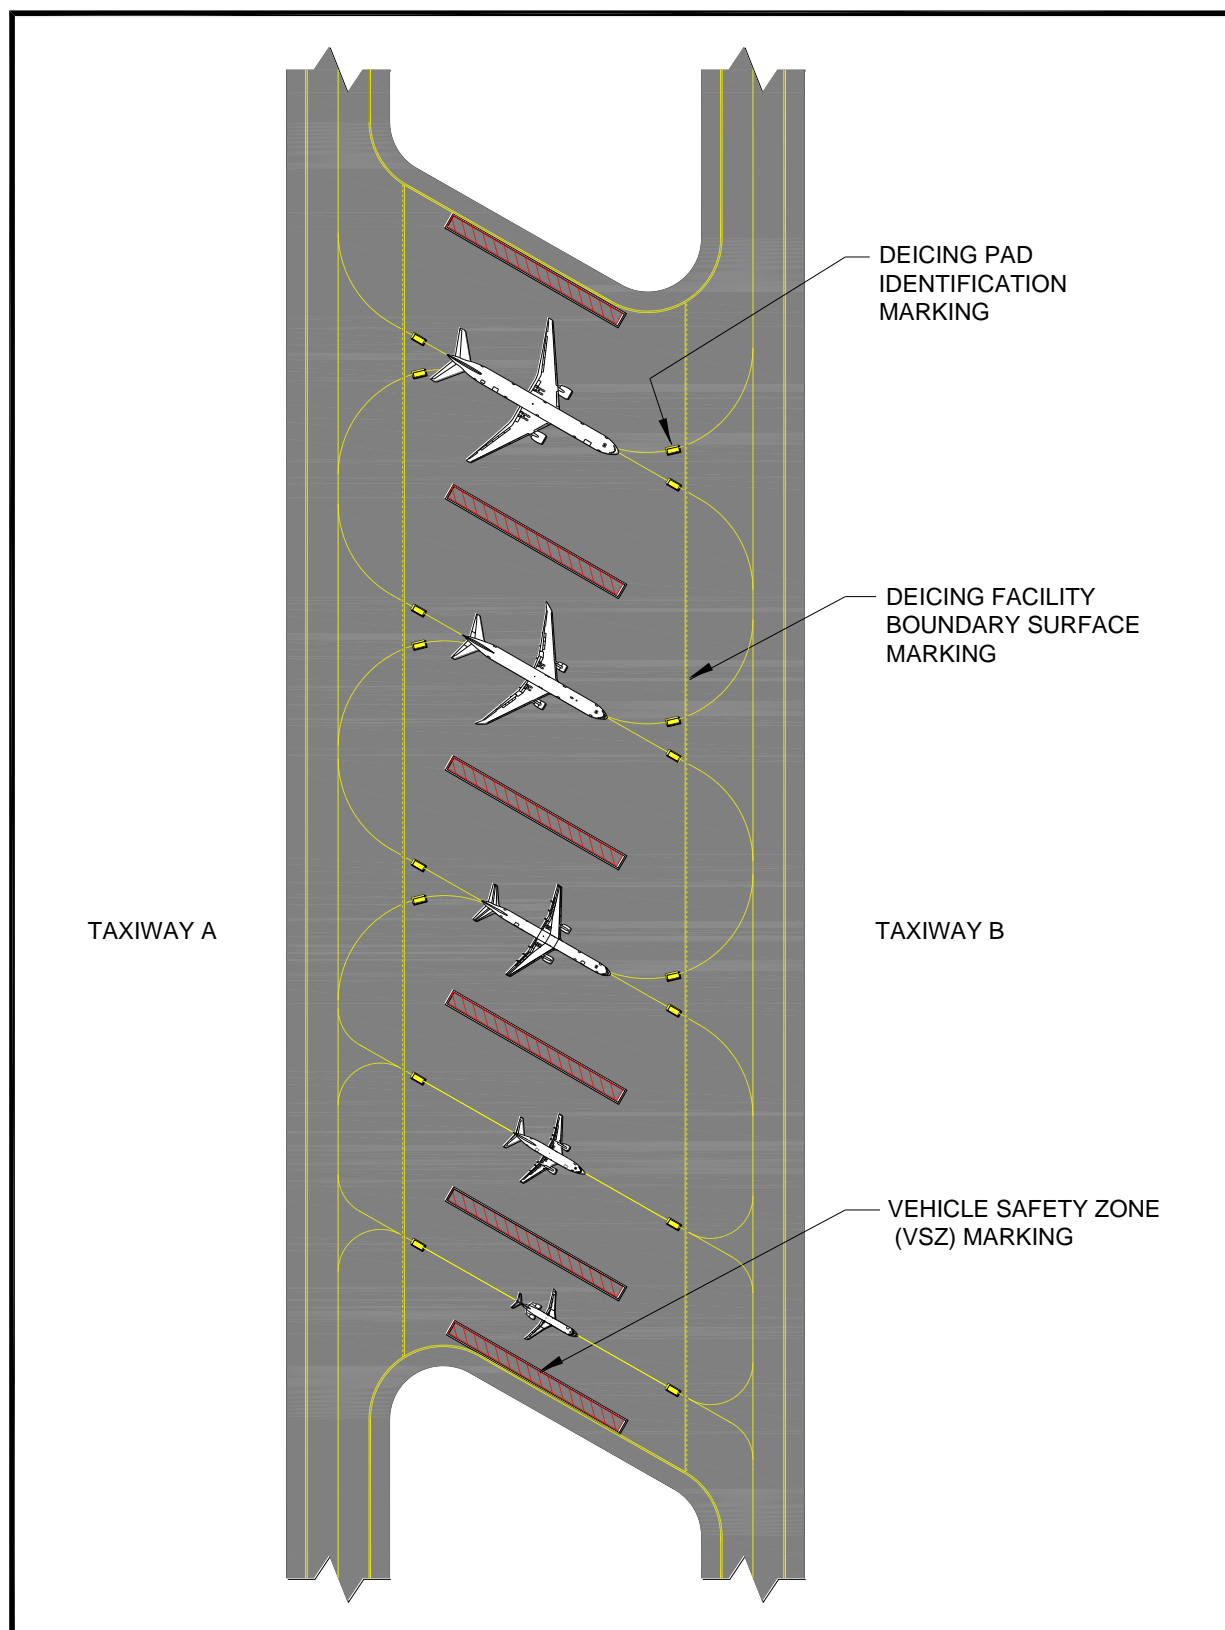 DEICING PAD
IDENTIFICATION
MARKING
DEICING FACILITY
BOUNDARY SURFACE
MARKING
TAXIWAY A
TAXIWAY B
VEHICLE SAFETY ZONE
(VSZ) MARKING